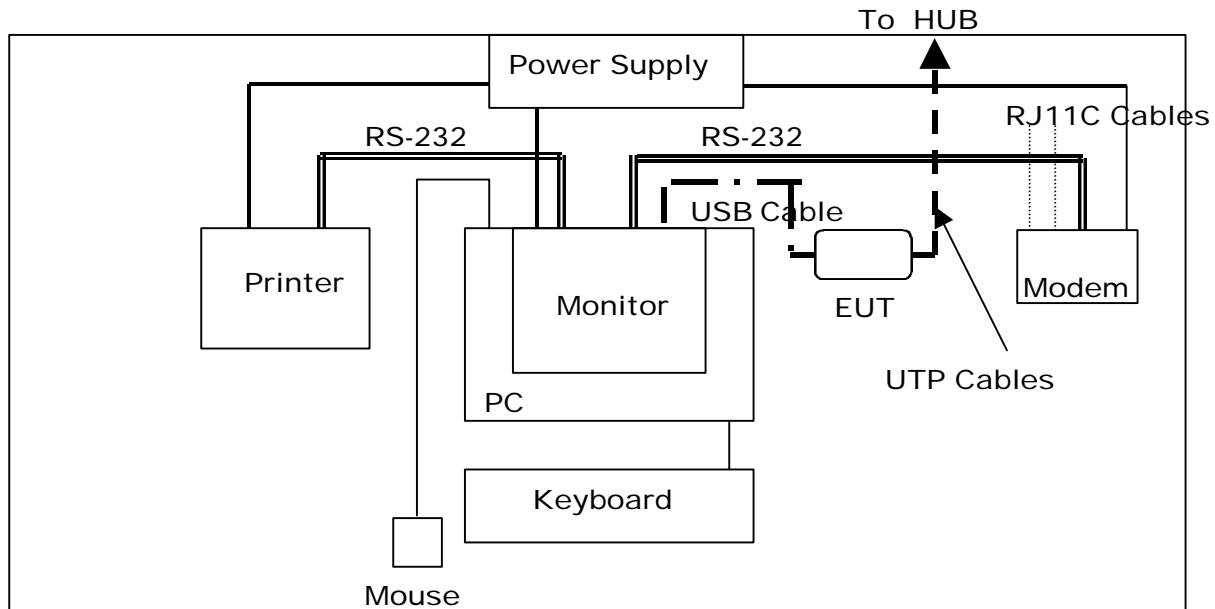 To HUB
Power Supply
RJ11C Cables
RS-232
RS-232
USB Cable
Printer
Monitor
EUT
Modem
UTP Cables
PC
Keyboard
Mouse